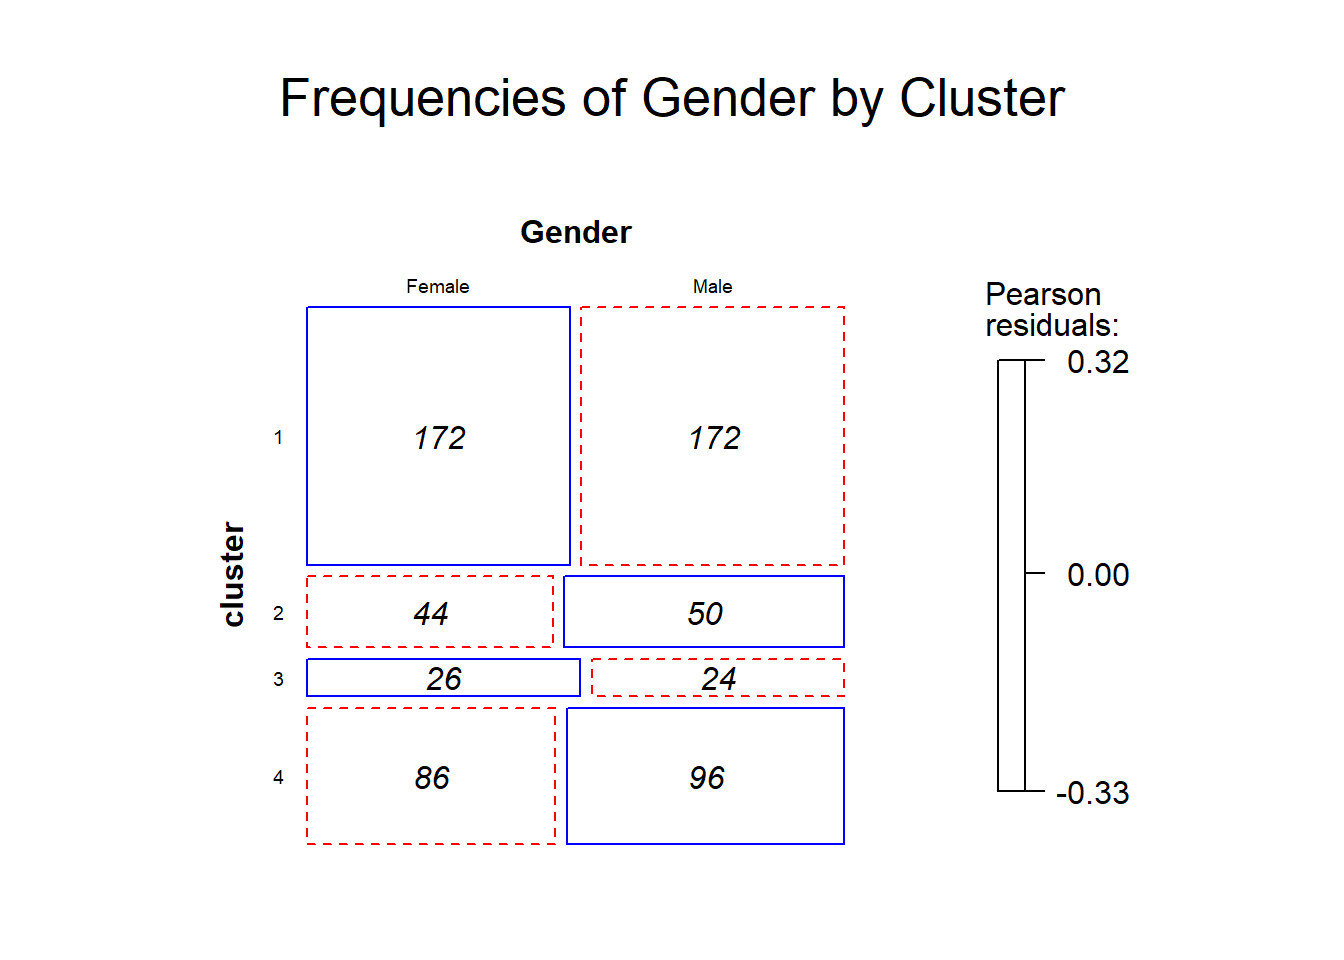 Frequencies of Gender by Cluster
Gender
Female Male
Pearson
residuals:
0.32
0.00
-0.33
cluster
1 172 172
2 44 50
3 26 24
4 86 96